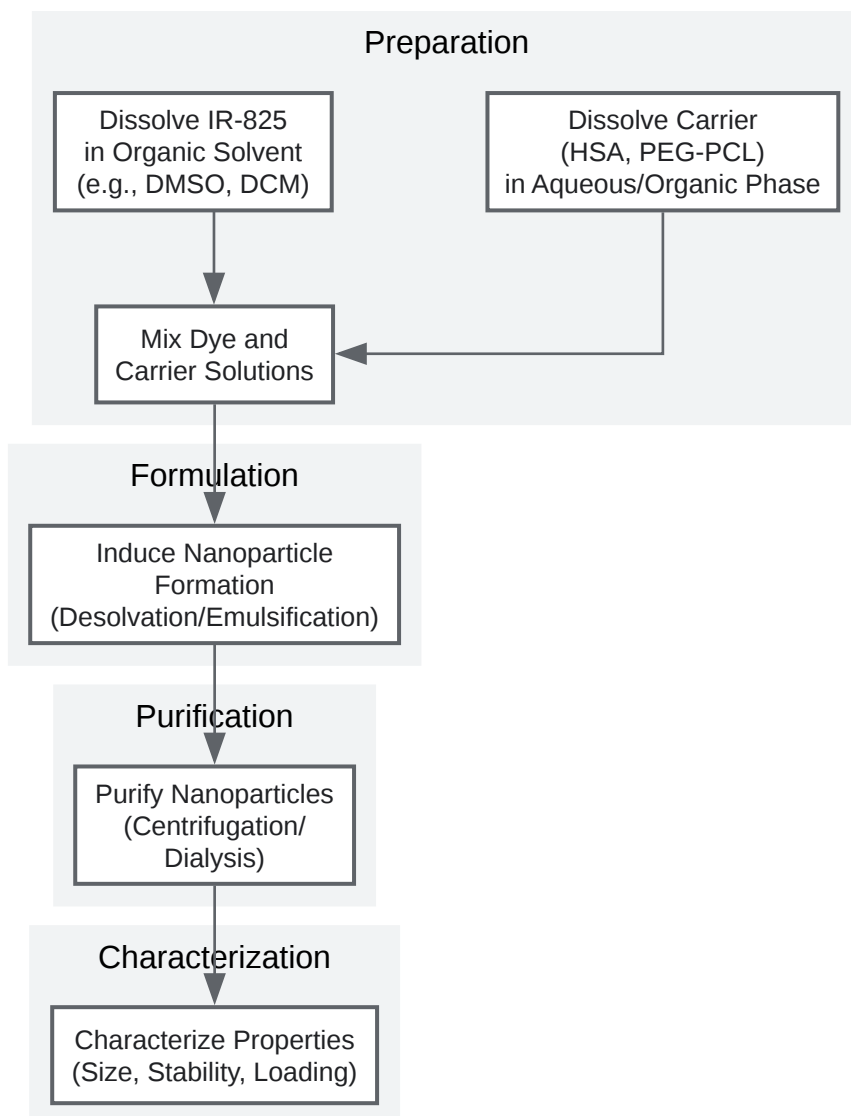 Preparation
Dissolve IR-825
in Organic Solvent
(e.g., DMSO, DCM)
Dissolve Carrier
(HSA, PEG-PCL)
in Aqueous/Organic Phase
Mix Dye and
Carrier Solutions
Formulation
Induce Nanoparticle
Formation
(Desolvation/Emulsification)
Purification
Purify Nanoparticles
(Centrifugation/
Dialysis)
Characterization
Characterize Properties
(Size, Stability, Loading)